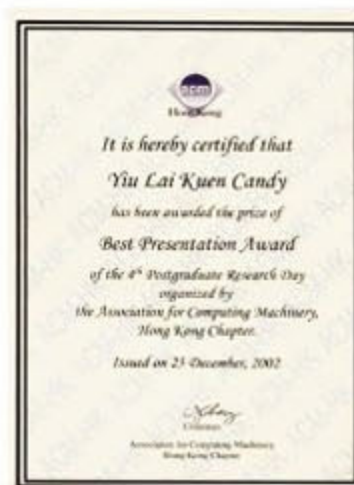 acm
Hong Kong
It is hereby certified that
Yiu Lai Kuen Candy
has been awarded the prize of
Best Presentation Award
of the 4th Postgraduate Research Day
organized by
the Association for Computing Machinery,
Hong Kong Chapter.
Issued on 23 December, 2002
Chairman
Association for Computing Machinery
Hong Kong Chapter